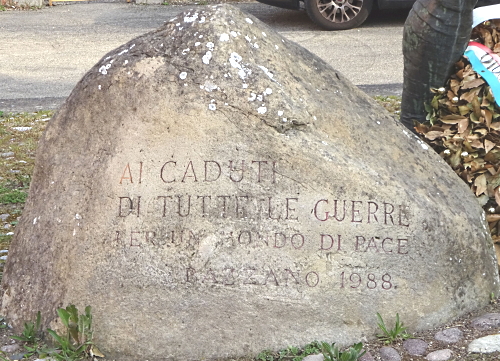 AI CADUTI
DI TUTTE LE GUERRE
PER UN MONDO DI PACE
BAZZANO 1988.